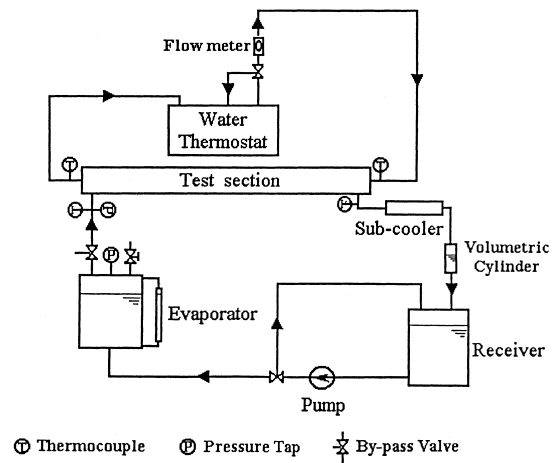 Flow meter
Water
Thermostat
T
T
Test section
P
T
P
Sub-cooler
Volumetric
Cylinder
P
Evaporator
Receiver
Pump
T Thermocouple
P Pressure Tap
By-pass Valve